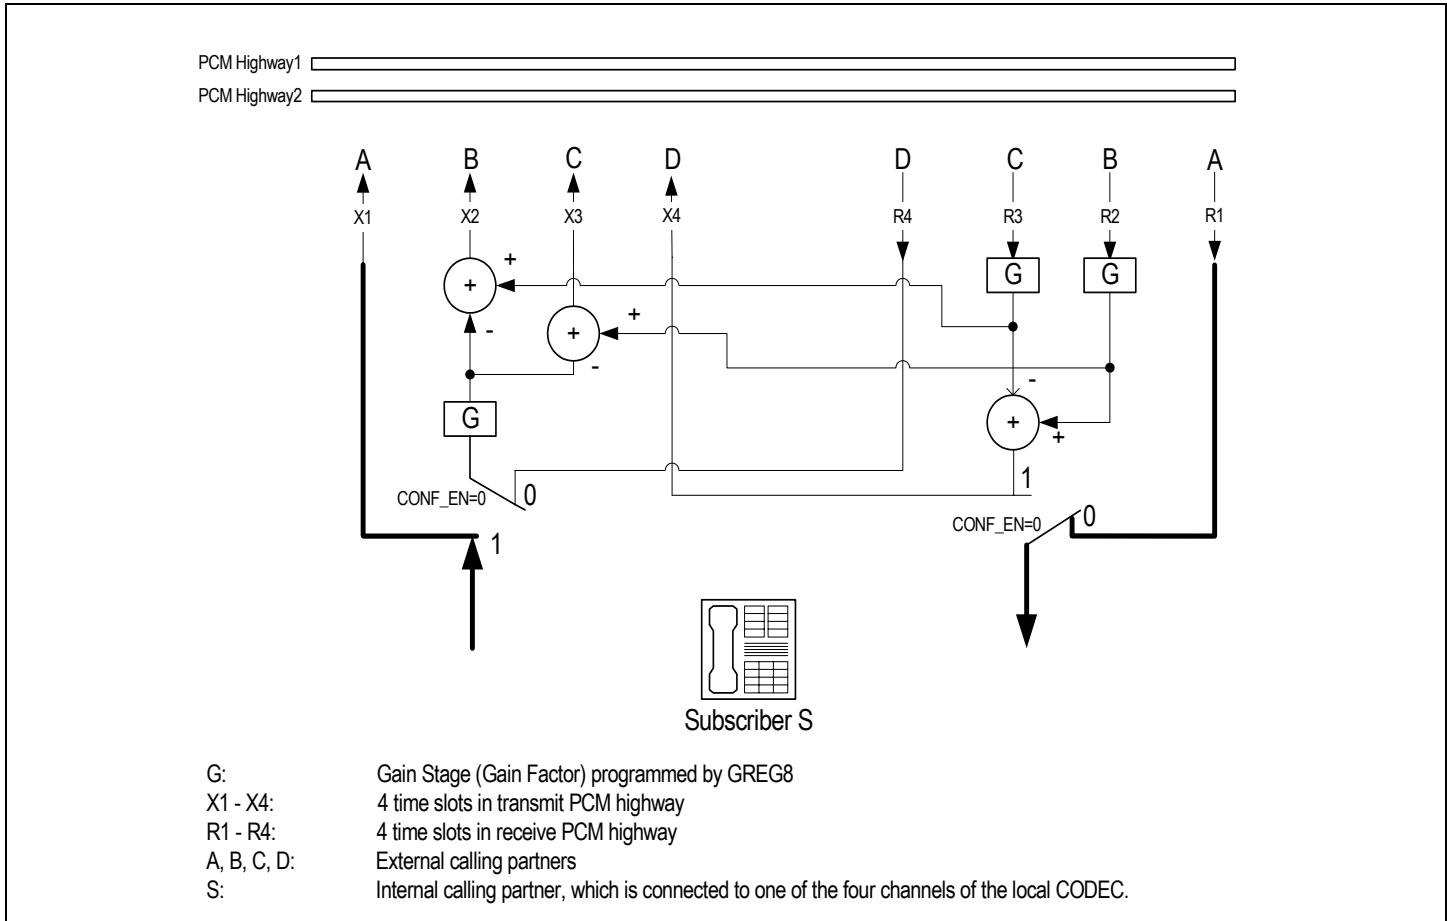 PCM Highway1
PCM Highway2
A B C D D C B A
X1 X2 X3 X4 R4 R3 R2 R1
+ G G
+
+
- +
-
-
G
+
+
1
CONF_EN=0 0
CONF_EN=0 0
1
Subscriber S
G: Gain Stage (Gain Factor) programmed by GREG8
X1 - X4: 4 time slots in transmit PCM highway
R1 - R4: 4 time slots in receive PCM highway
A, B, C, D: External calling partners
S: Internal calling partner, which is connected to one of the four channels of the local CODEC.